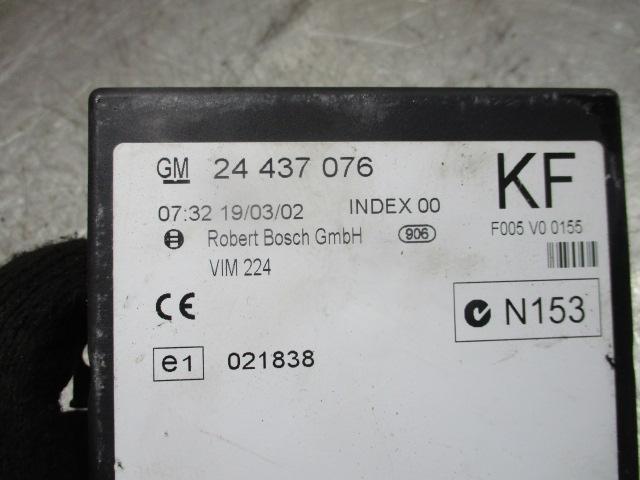 GM 24 437 076
KF
07:32 19/03/02 INDEX 00
F005 V0 0155
Robert Bosch GmbH 906
VIM 224
CE
N153
e1 021838